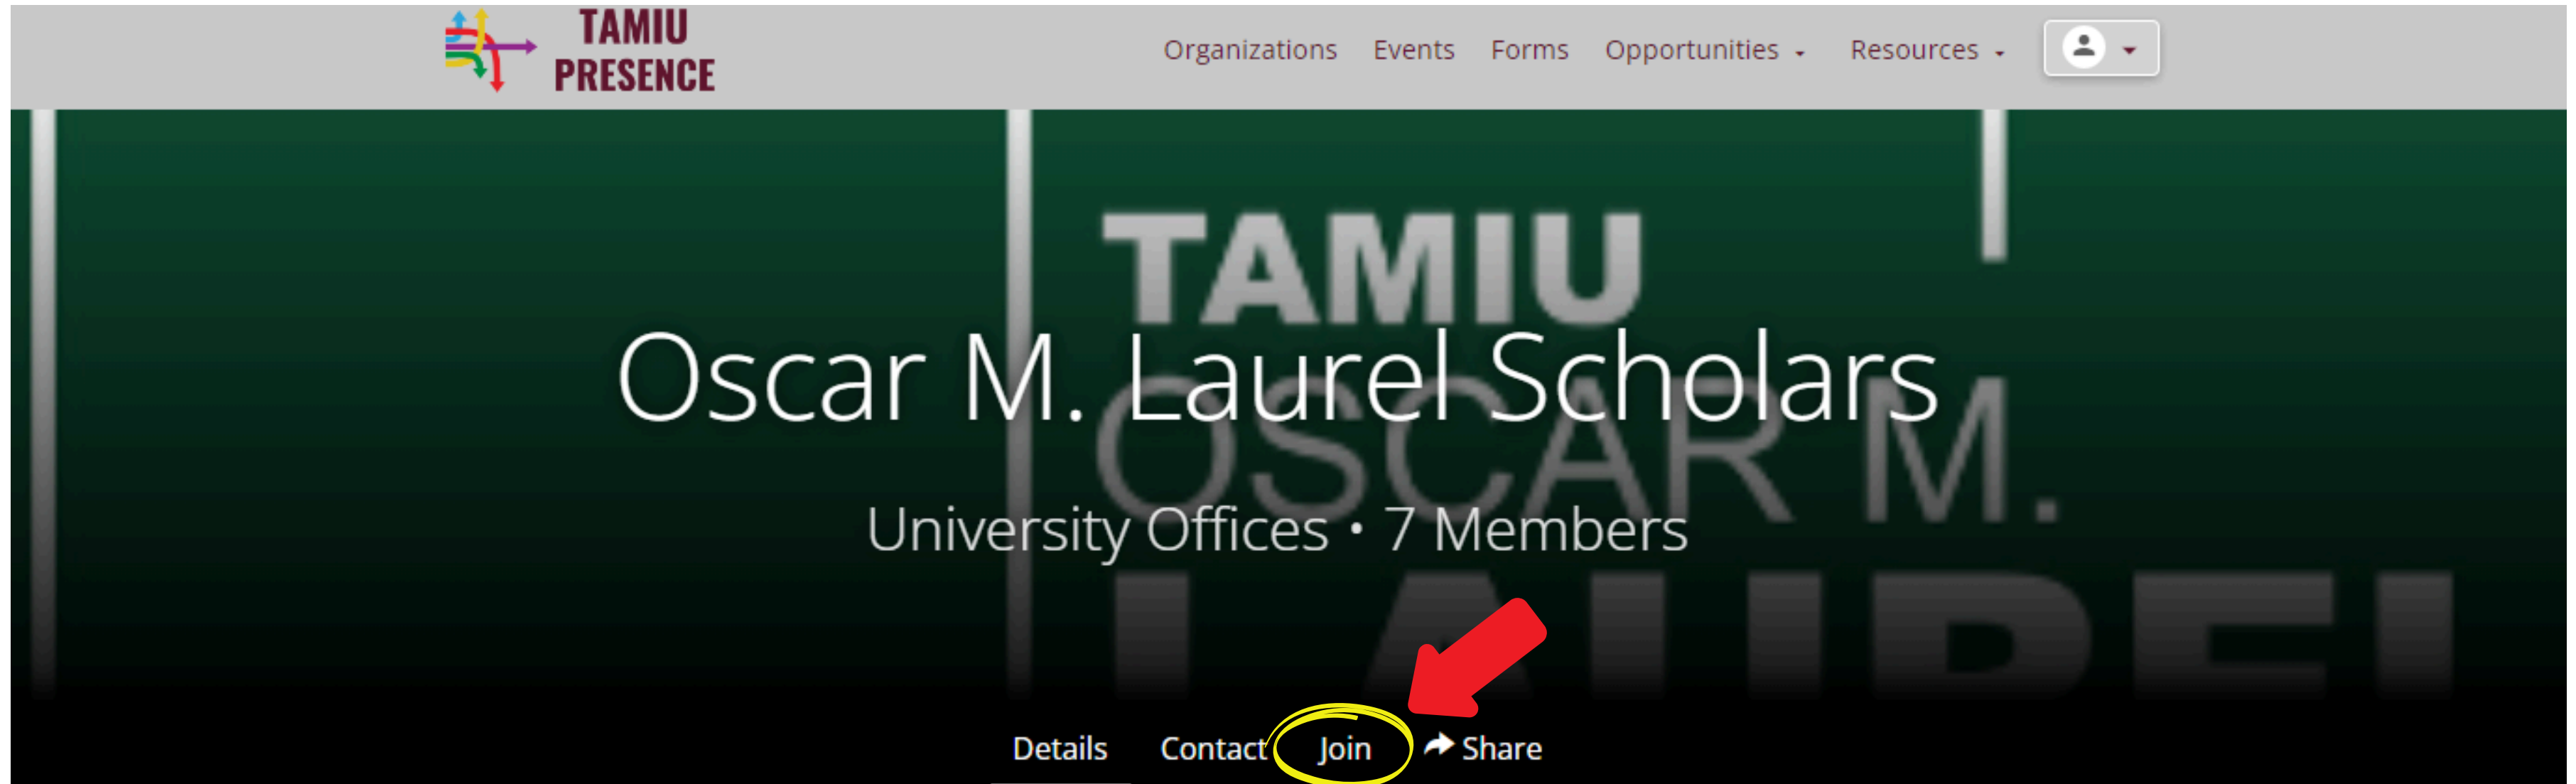 TAMIU
PRESENCE
Organizations Events Forms Opportunities Resources
TAMIU
Oscar M. Laurel Scholars
OSCAR M.
University Offices • 7 Members
LAUREL
Details Contact Join Share